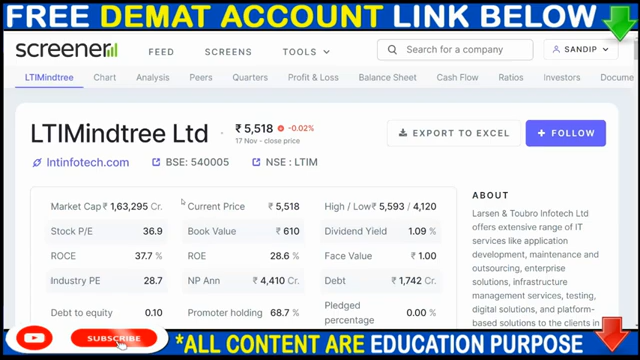 FREE DEMAT ACCOUNT LINK BELOW
screener
FEED SCREENS TOOLS Search for a company SANDIP
LTIMindtree Chart Analysis Peers Quarters Profit & Loss Balance Sheet Cash Flow Ratios Investors Docume
LTIMindtree Ltd ₹ 5,518 -0.02%
17 Nov - close price
EXPORT TO EXCEL + FOLLOW
lntinfotech.com BSE: 540005 NSE : LTIM
Market Cap ₹ 1,63,295 Cr. Current Price ₹ 5,518 High / Low ₹ 5,593 / 4,120
Stock P/E 36.9 Book Value ₹ 610 Dividend Yield 1.09 %
ROCE 37.7 % ROE 28.6 % Face Value ₹ 1.00
Industry PE 28.7 NP Ann ₹ 4,410 Cr. Debt ₹ 1,742 Cr.
Debt to equity 0.10 Promoter holding 68.7 % Pledged percentage 0.00 %
ABOUT
Larsen & Toubro Infotech Ltd
offers extensive range of IT
services like application
development, maintenance and
outsourcing, enterprise
solutions, infrastructure
management services, testing,
digital solutions, and platform-
based solutions to the clients in
SUBSCRIBE
*ALL CONTENT ARE EDUCATION PURPOSE